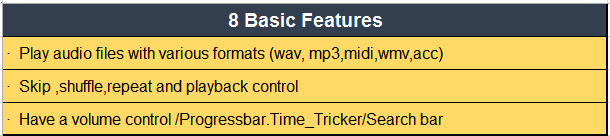 8 Basic Features
· Play audio files with various formats (wav, mp3,midi,wmv,acc)
· Skip ,shuffle,repeat and playback control
· Have a volume control /Progressbar.Time_Tricker/Search bar